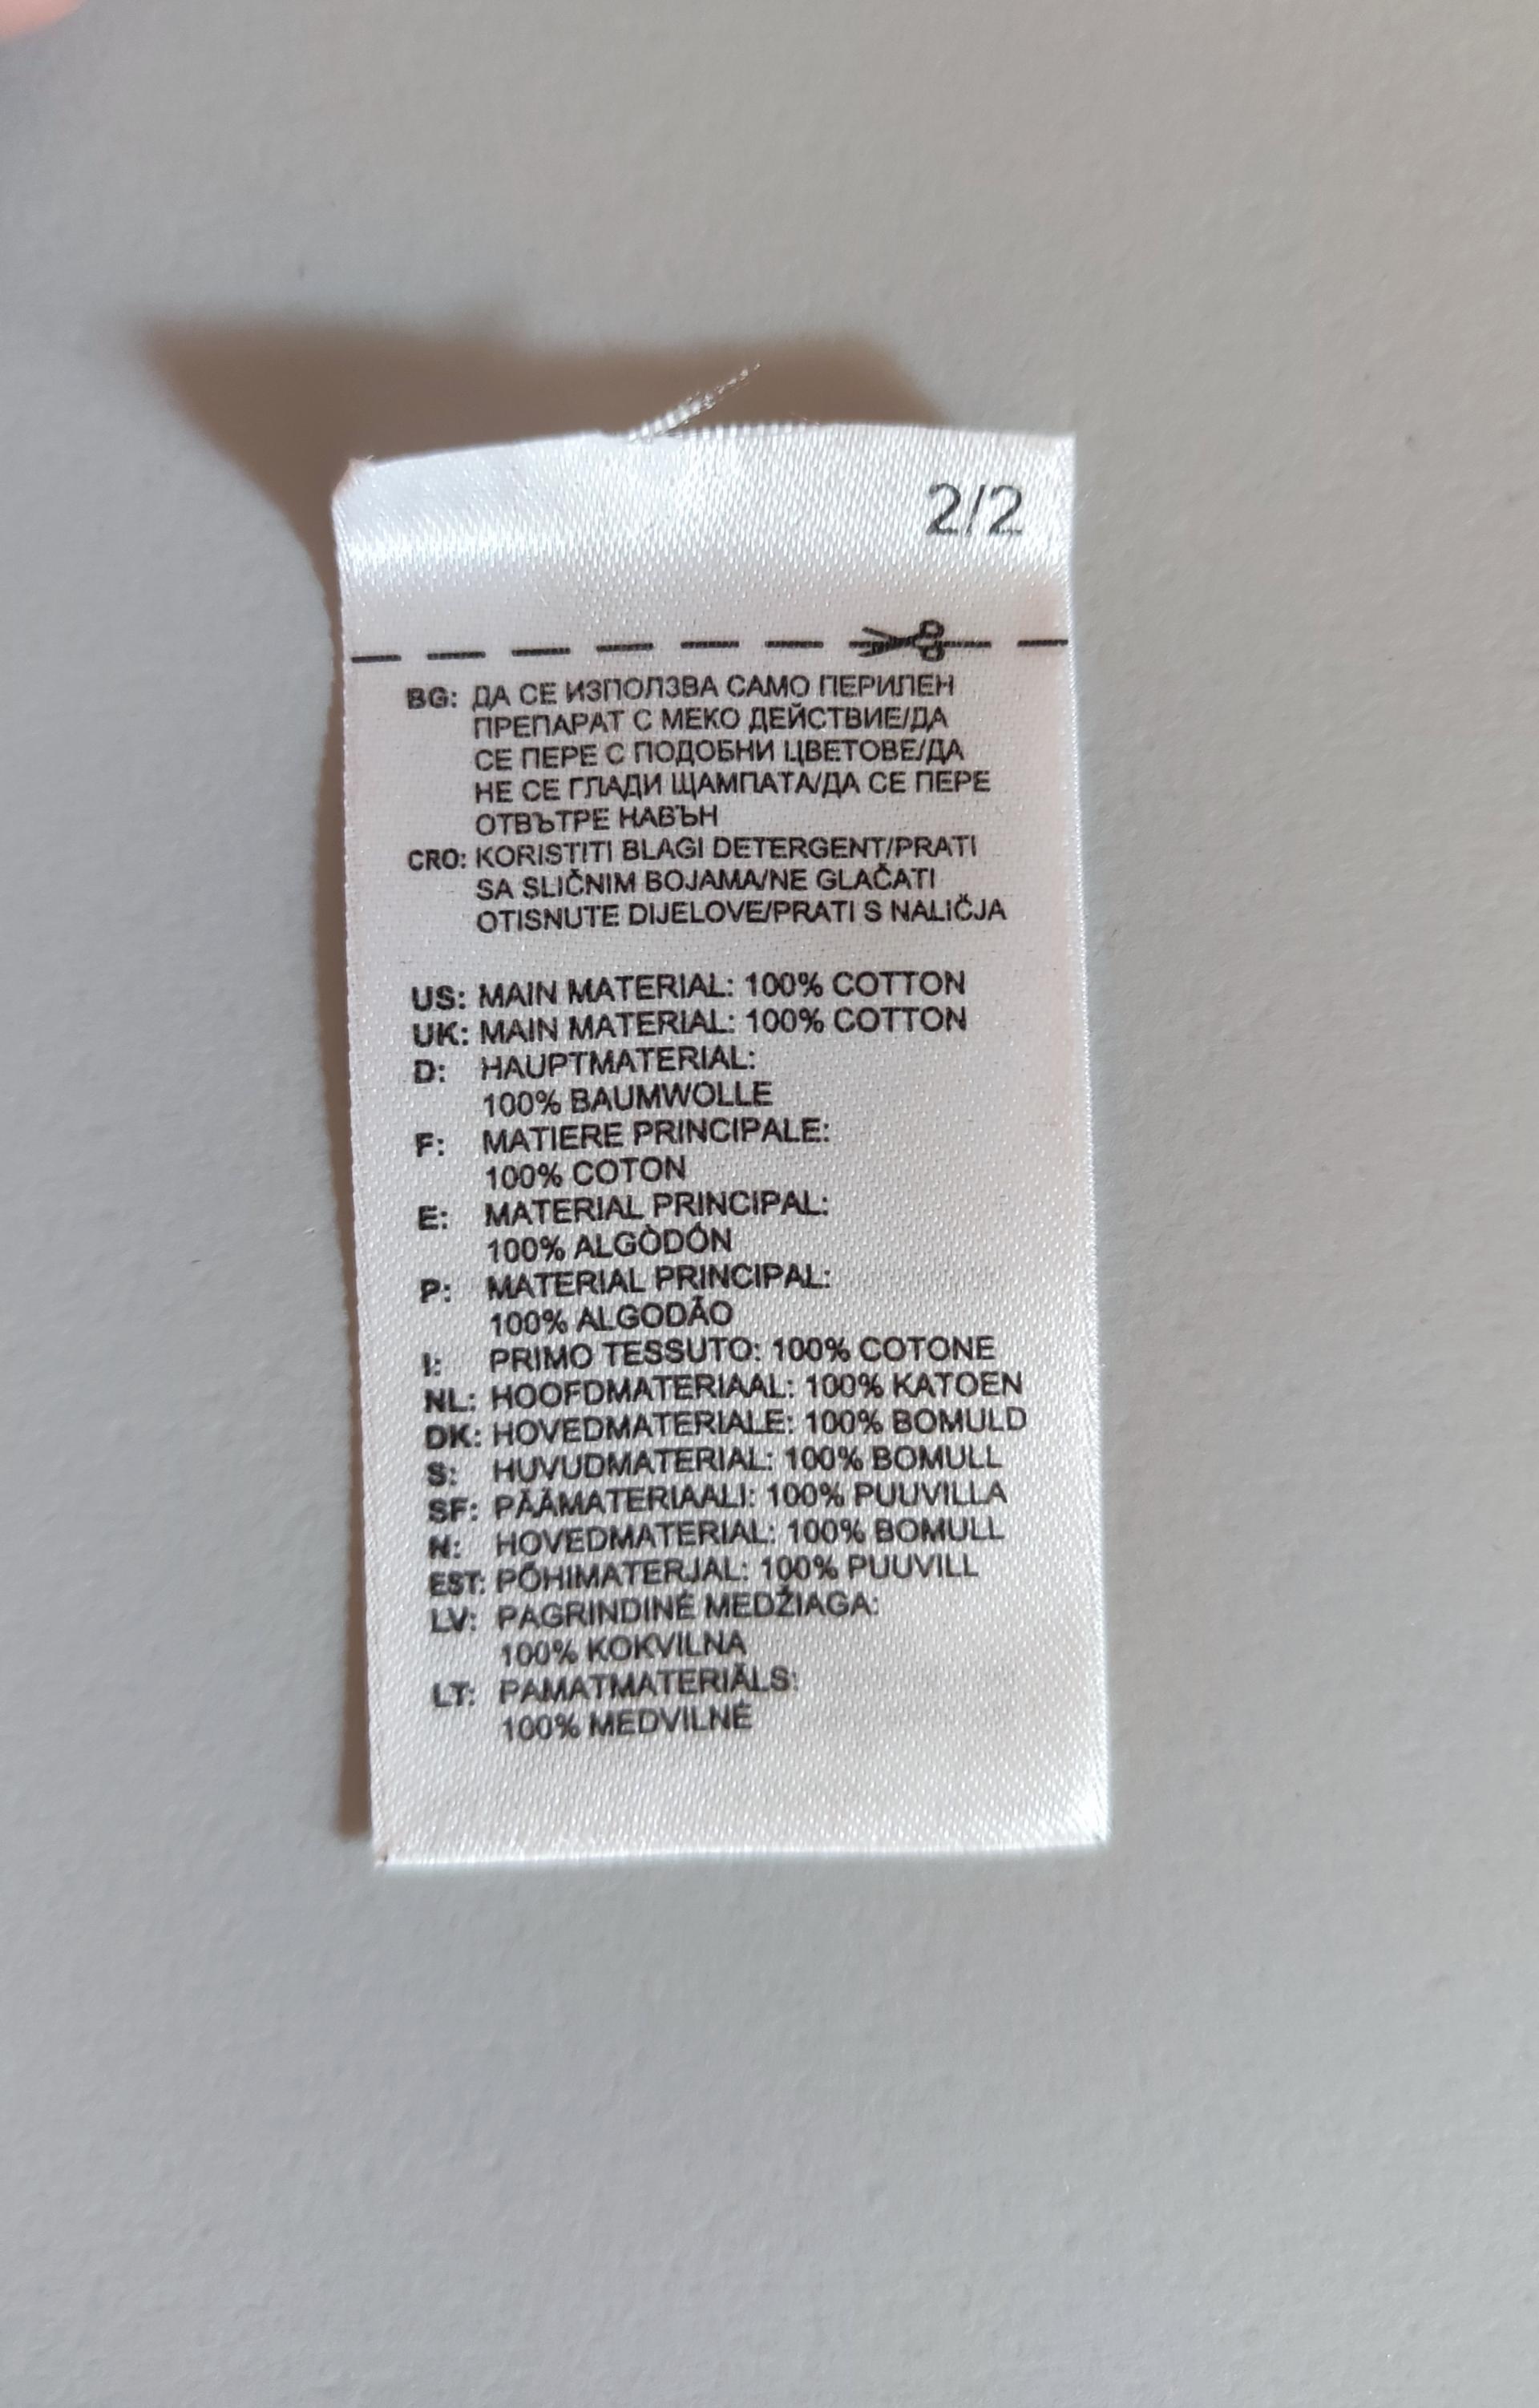 2/2
BG: ДА СЕ ИЗПОЛЗВА САМО ПЕРИЛЕН
ПРЕПАРАТ С МЕКО ДЕЙСТВИЕ/ДА
СЕ ПЕРЕ С ПОДОБНИ ЦВЕТОВЕ/ДА
НЕ СЕ ГЛАДИ ЩАМПАТА/ДА СЕ ПЕРЕ
ОТВЪТРЕ НАВЪН
CRO: KORISTITI BLAGI DETERGENT/PRATI
SA SLIČNIM BOJAMA/NE GLAČATI
OTISNUTE DIJELOVE/PRATI S NALIČJA
US: MAIN MATERIAL: 100% COTTON
UK: MAIN MATERIAL: 100% COTTON
D: HAUPTMATERIAL:
100% BAUMWOLLE
F: MATIERE PRINCIPALE:
100% COTON
E: MATERIAL PRINCIPAL:
100% ALGÒDÓN
P: MATERIAL PRINCIPAL:
100% ALGODÃO
I: PRIMO TESSUTO: 100% COTONE
NL: HOOFDMATERIAAL: 100% KATOEN
DK: HOVEDMATERIALE: 100% BOMULD
S: HUVUDMATERIAL: 100% BOMULL
SF: PÄÄMATERIAALI: 100% PUUVILLA
N: HOVEDMATERIAL: 100% BOMULL
EST: PÕHIMATERJAL: 100% PUUVILL
LV: PAGRINDINĖ MEDŽIAGA:
100% KOKVILNA
LT: PAMATMATERIĀLS:
100% MEDVILNĖ